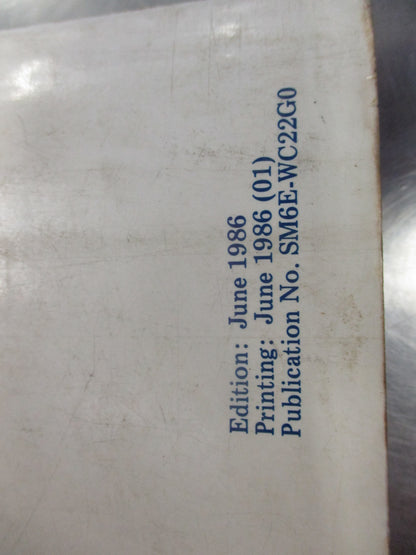 Edition: June 1986
Printing: June 1986 (01)
Publication No. SM6E-WC22G0